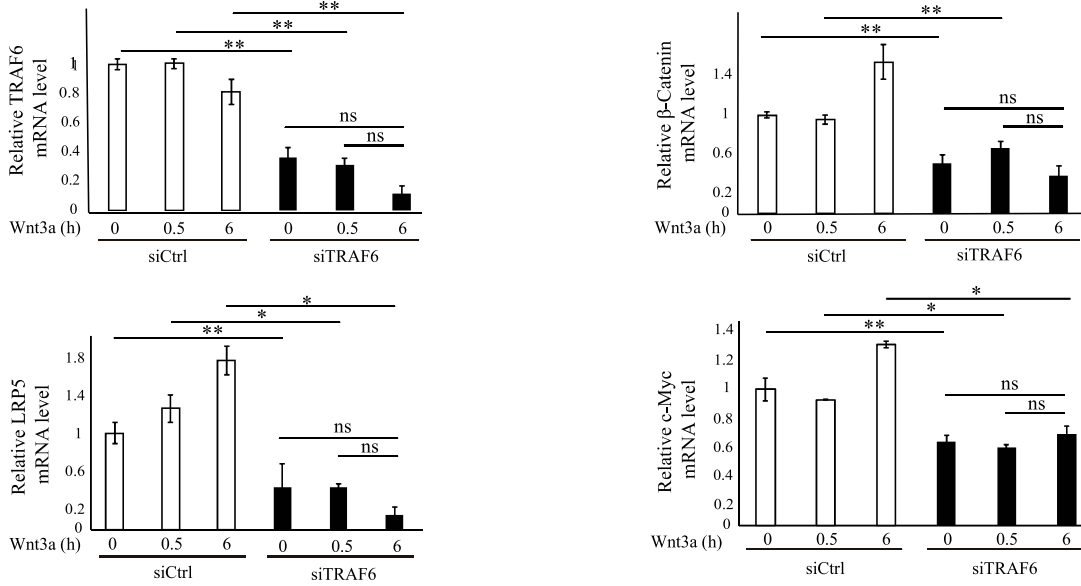 **
**
**
Relative TRAF6
mRNA level
1
0.8
0.6
0.4
0.2
0
ns
ns
Wnt3a (h)
0 0.5 6 0 0.5 6
siCtrl siTRAF6
**
**
Relative β-Catenin
mRNA level
1.4
1
0.6
0.2
0
ns
ns
Wnt3a (h)
0 0.5 6 0 0.5 6
siCtrl siTRAF6
*
*
**
Relative LRP5
mRNA level
1.8
1.4
1
0.6
0.2
0
ns
ns
Wnt3a (h)
0 0.5 6 0 0.5 6
siCtrl siTRAF6
*
*
**
Relative c-Myc
mRNA level
1.4
1.2
1
0.8
0.6
0.4
0.2
0
ns
ns
Wnt3a (h)
0 0.5 6 0 0.5 6
siCtrl siTRAF6